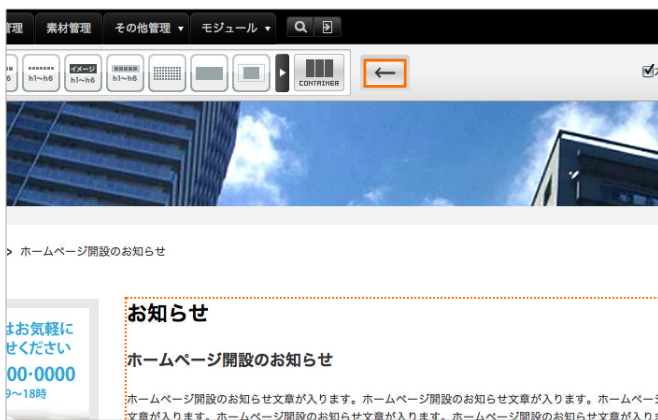 管理 素材管理 その他管理 ▼ モジュール ▼
h1~h6 イメージ h1~h6 h1~h6 CONTAINER ←
> ホームページ開設のお知らせ
お知らせ
はお気軽に
せください
00-0000
9~18時
ホームページ開設のお知らせ
ホームページ開設のお知らせ文章が入ります。ホームページ開設のお知らせ文章が入ります。ホームペー
文章が入ります。ホームページ開設のお知らせ文章が入ります。ホームページ開設のお知らせ文章が入りま